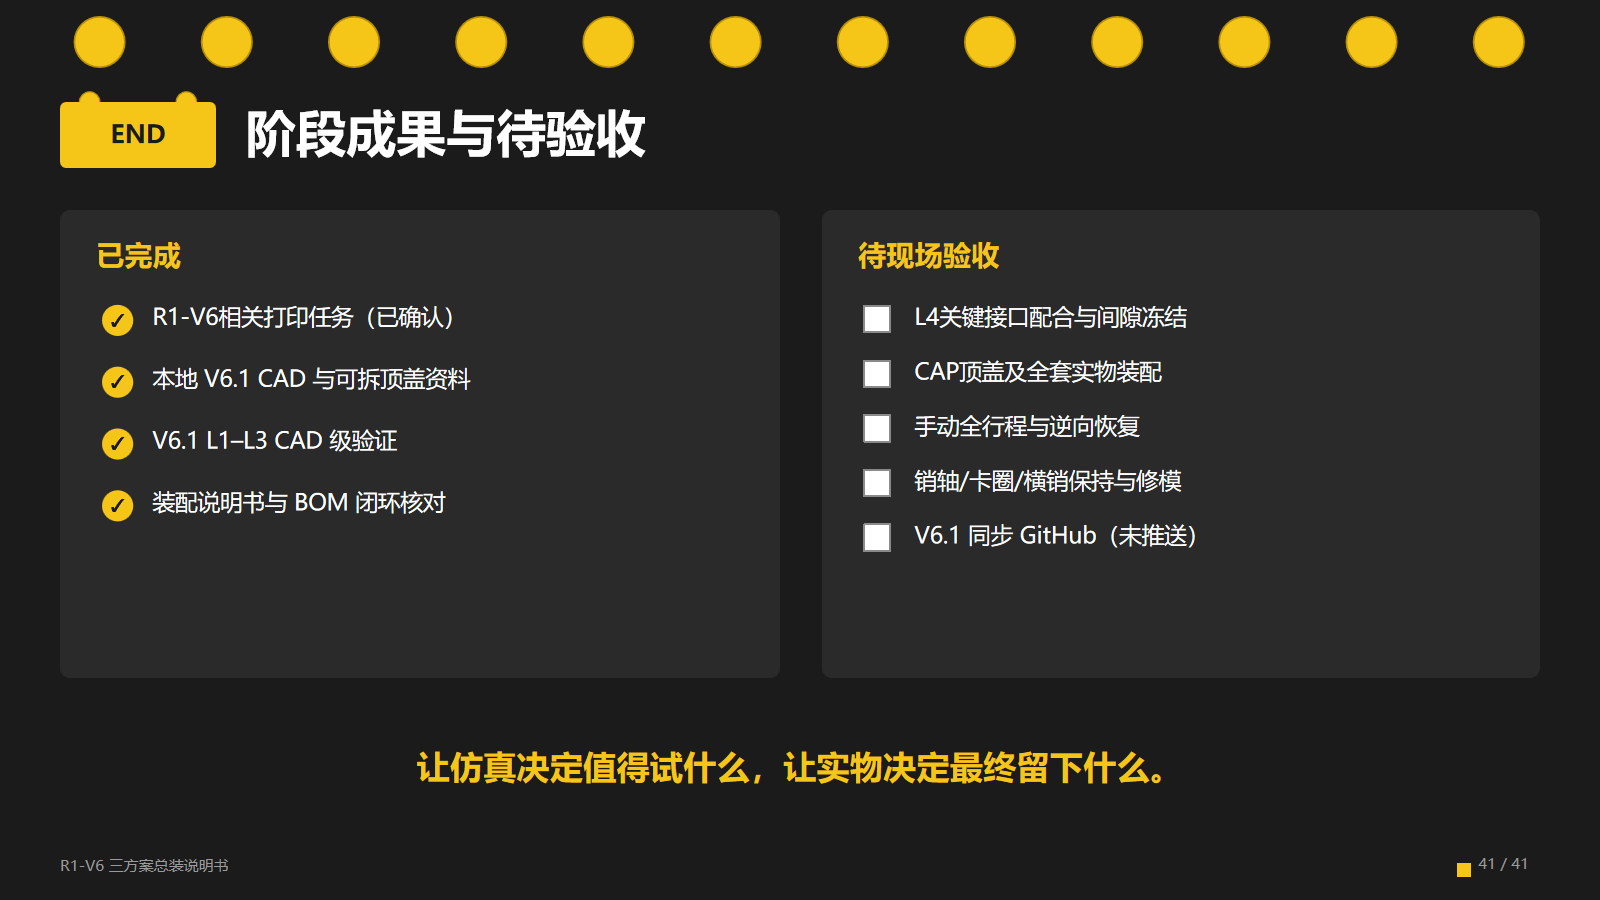 END
阶段成果与待验收
已完成
R1-V6相关打印任务（已确认）
本地 V6.1 CAD 与可拆顶盖资料
V6.1 L1–L3 CAD 级验证
装配说明书与 BOM 闭环核对
待现场验收
L4关键接口配合与间隙冻结
CAP顶盖及全套实物装配
手动全行程与逆向恢复
销轴/卡圈/横销保持与修模
V6.1 同步 GitHub（未推送）
让仿真决定值得试什么，让实物决定最终留下什么。
R1-V6 三方案总装说明书
41 / 41